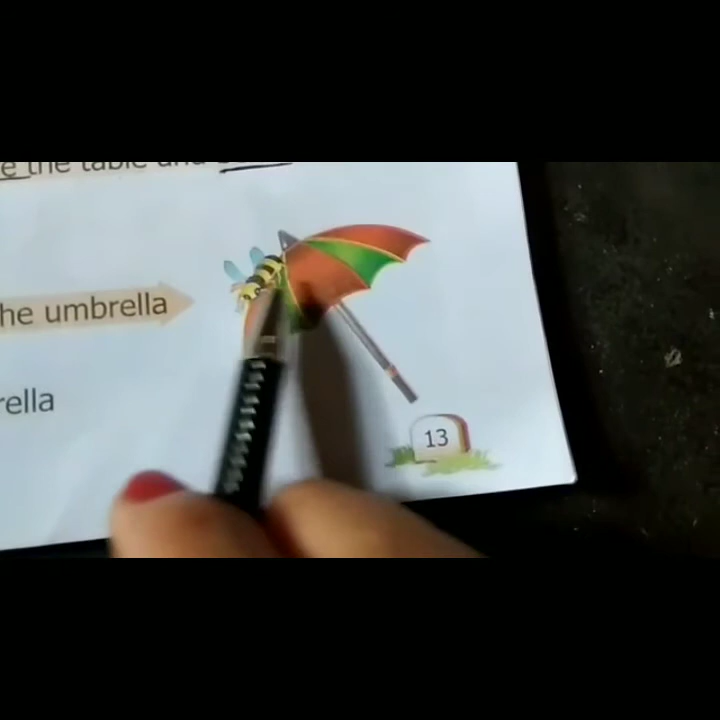 the table and
he umbrella
rella
13